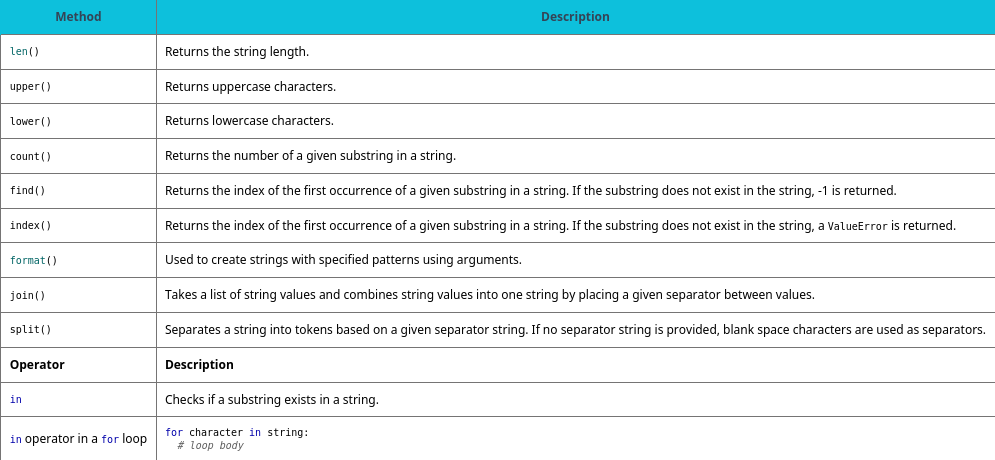 Method Description
len() Returns the string length.
upper() Returns uppercase characters.
lower() Returns lowercase characters.
count() Returns the number of a given substring in a string.
find() Returns the index of the first occurrence of a given substring in a string. If the substring does not exist in the string, -1 is returned.
index() Returns the index of the first occurrence of a given substring in a string. If the substring does not exist in the string, a ValueError is returned.
format() Used to create strings with specified patterns using arguments.
join() Takes a list of string values and combines string values into one string by placing a given separator between values.
split() Separates a string into tokens based on a given separator string. If no separator string is provided, blank space characters are used as separators.
Operator Description
in Checks if a substring exists in a string.
in operator in a for loop
for character in string:
# loop body